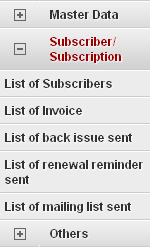 Master Data
Subscriber/
Subscription
List of Subscribers
List of Invoice
List of back issue sent
List of renewal reminder
sent
List of mailing list sent
Others